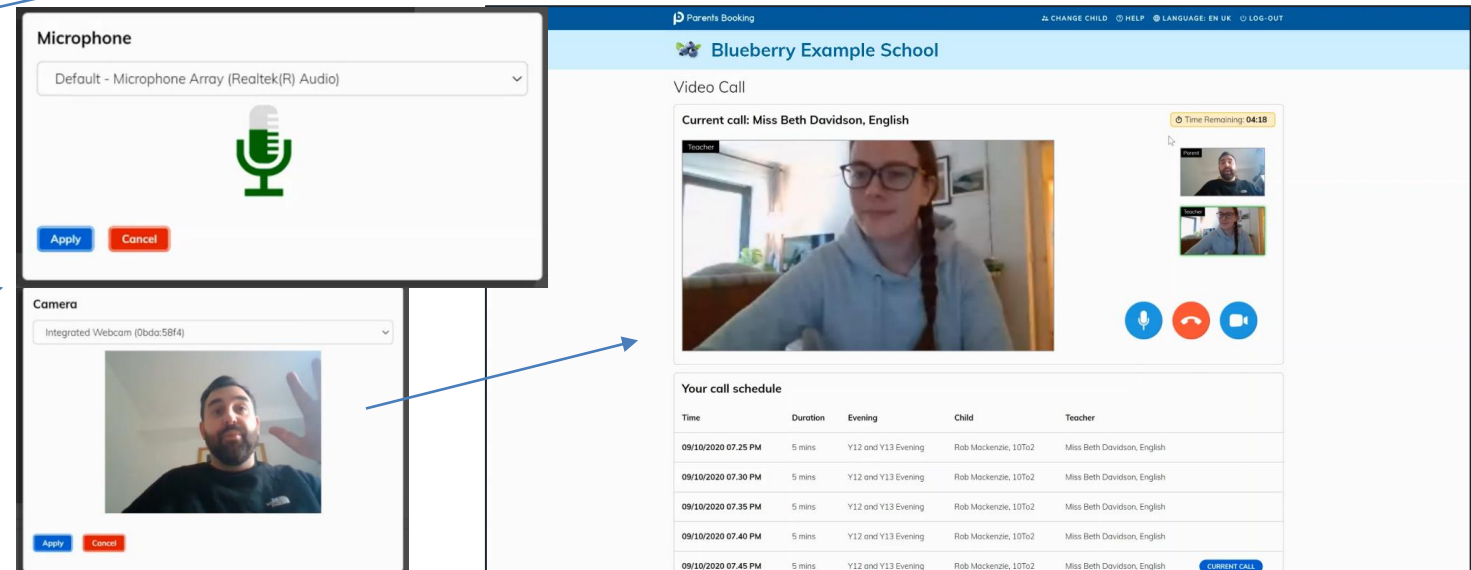 Microphone
Default - Microphone Array (Realtek(R) Audio)
Apply Cancel
Camera
Integrated Webcam (0bda:58f4)
Apply Cancel
Parents Booking CHANGE CHILD HELP LANGUAGE: EN UK LOG-OUT
Blueberry Example School
Video Call
Current call: Miss Beth Davidson, English Time Remaining: 04:18
Teacher
Parent
Teacher
Your call schedule
Time Duration Evening Child Teacher
09/10/2020 07.25 PM 5 mins Y12 and Y13 Evening Rob Mackenzie, 10To2 Miss Beth Davidson, English
09/10/2020 07.30 PM 5 mins Y12 and Y13 Evening Rob Mackenzie, 10To2 Miss Beth Davidson, English
09/10/2020 07.35 PM 5 mins Y12 and Y13 Evening Rob Mackenzie, 10To2 Miss Beth Davidson, English
09/10/2020 07.40 PM 5 mins Y12 and Y13 Evening Rob Mackenzie, 10To2 Miss Beth Davidson, English
09/10/2020 07.45 PM 5 mins Y12 and Y13 Evening Rob Mackenzie, 10To2 Miss Beth Davidson, English CURRENT CALL